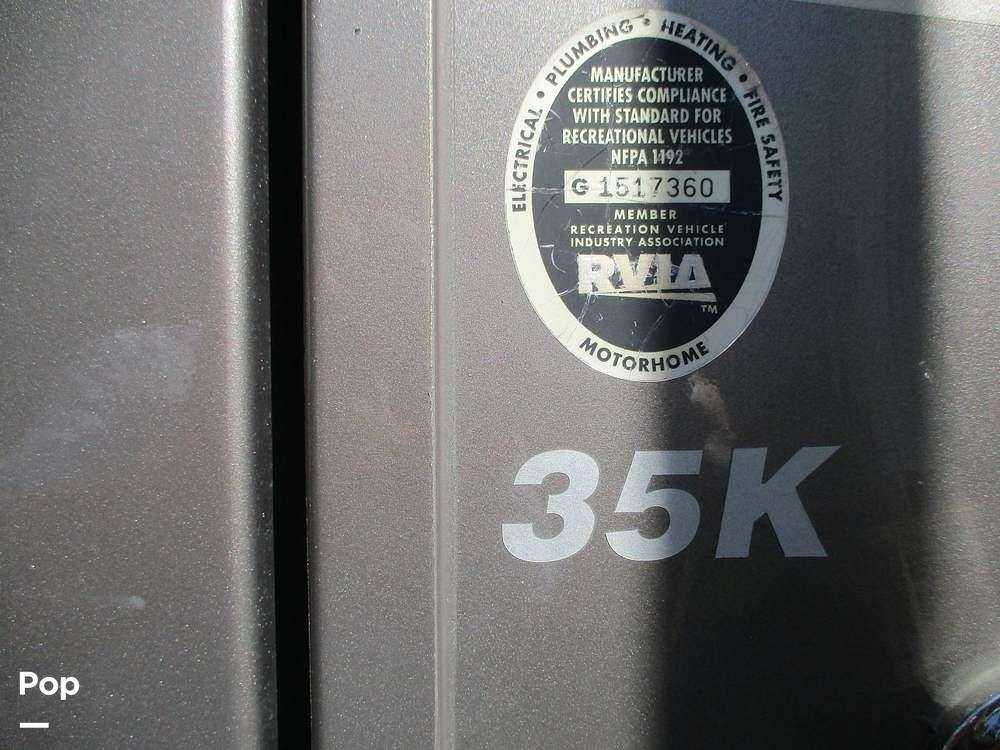 ELECTRICAL • PLUMBING • HEATING • FIRE SAFETY
MANUFACTURER
CERTIFIES COMPLIANCE
WITH STANDARD FOR
RECREATIONAL VEHICLES
NFPA 1192
G 1517360
MEMBER
RECREATION VEHICLE
INDUSTRY ASSOCIATION
RVIA
TM
MOTORHOME
35K
Pop